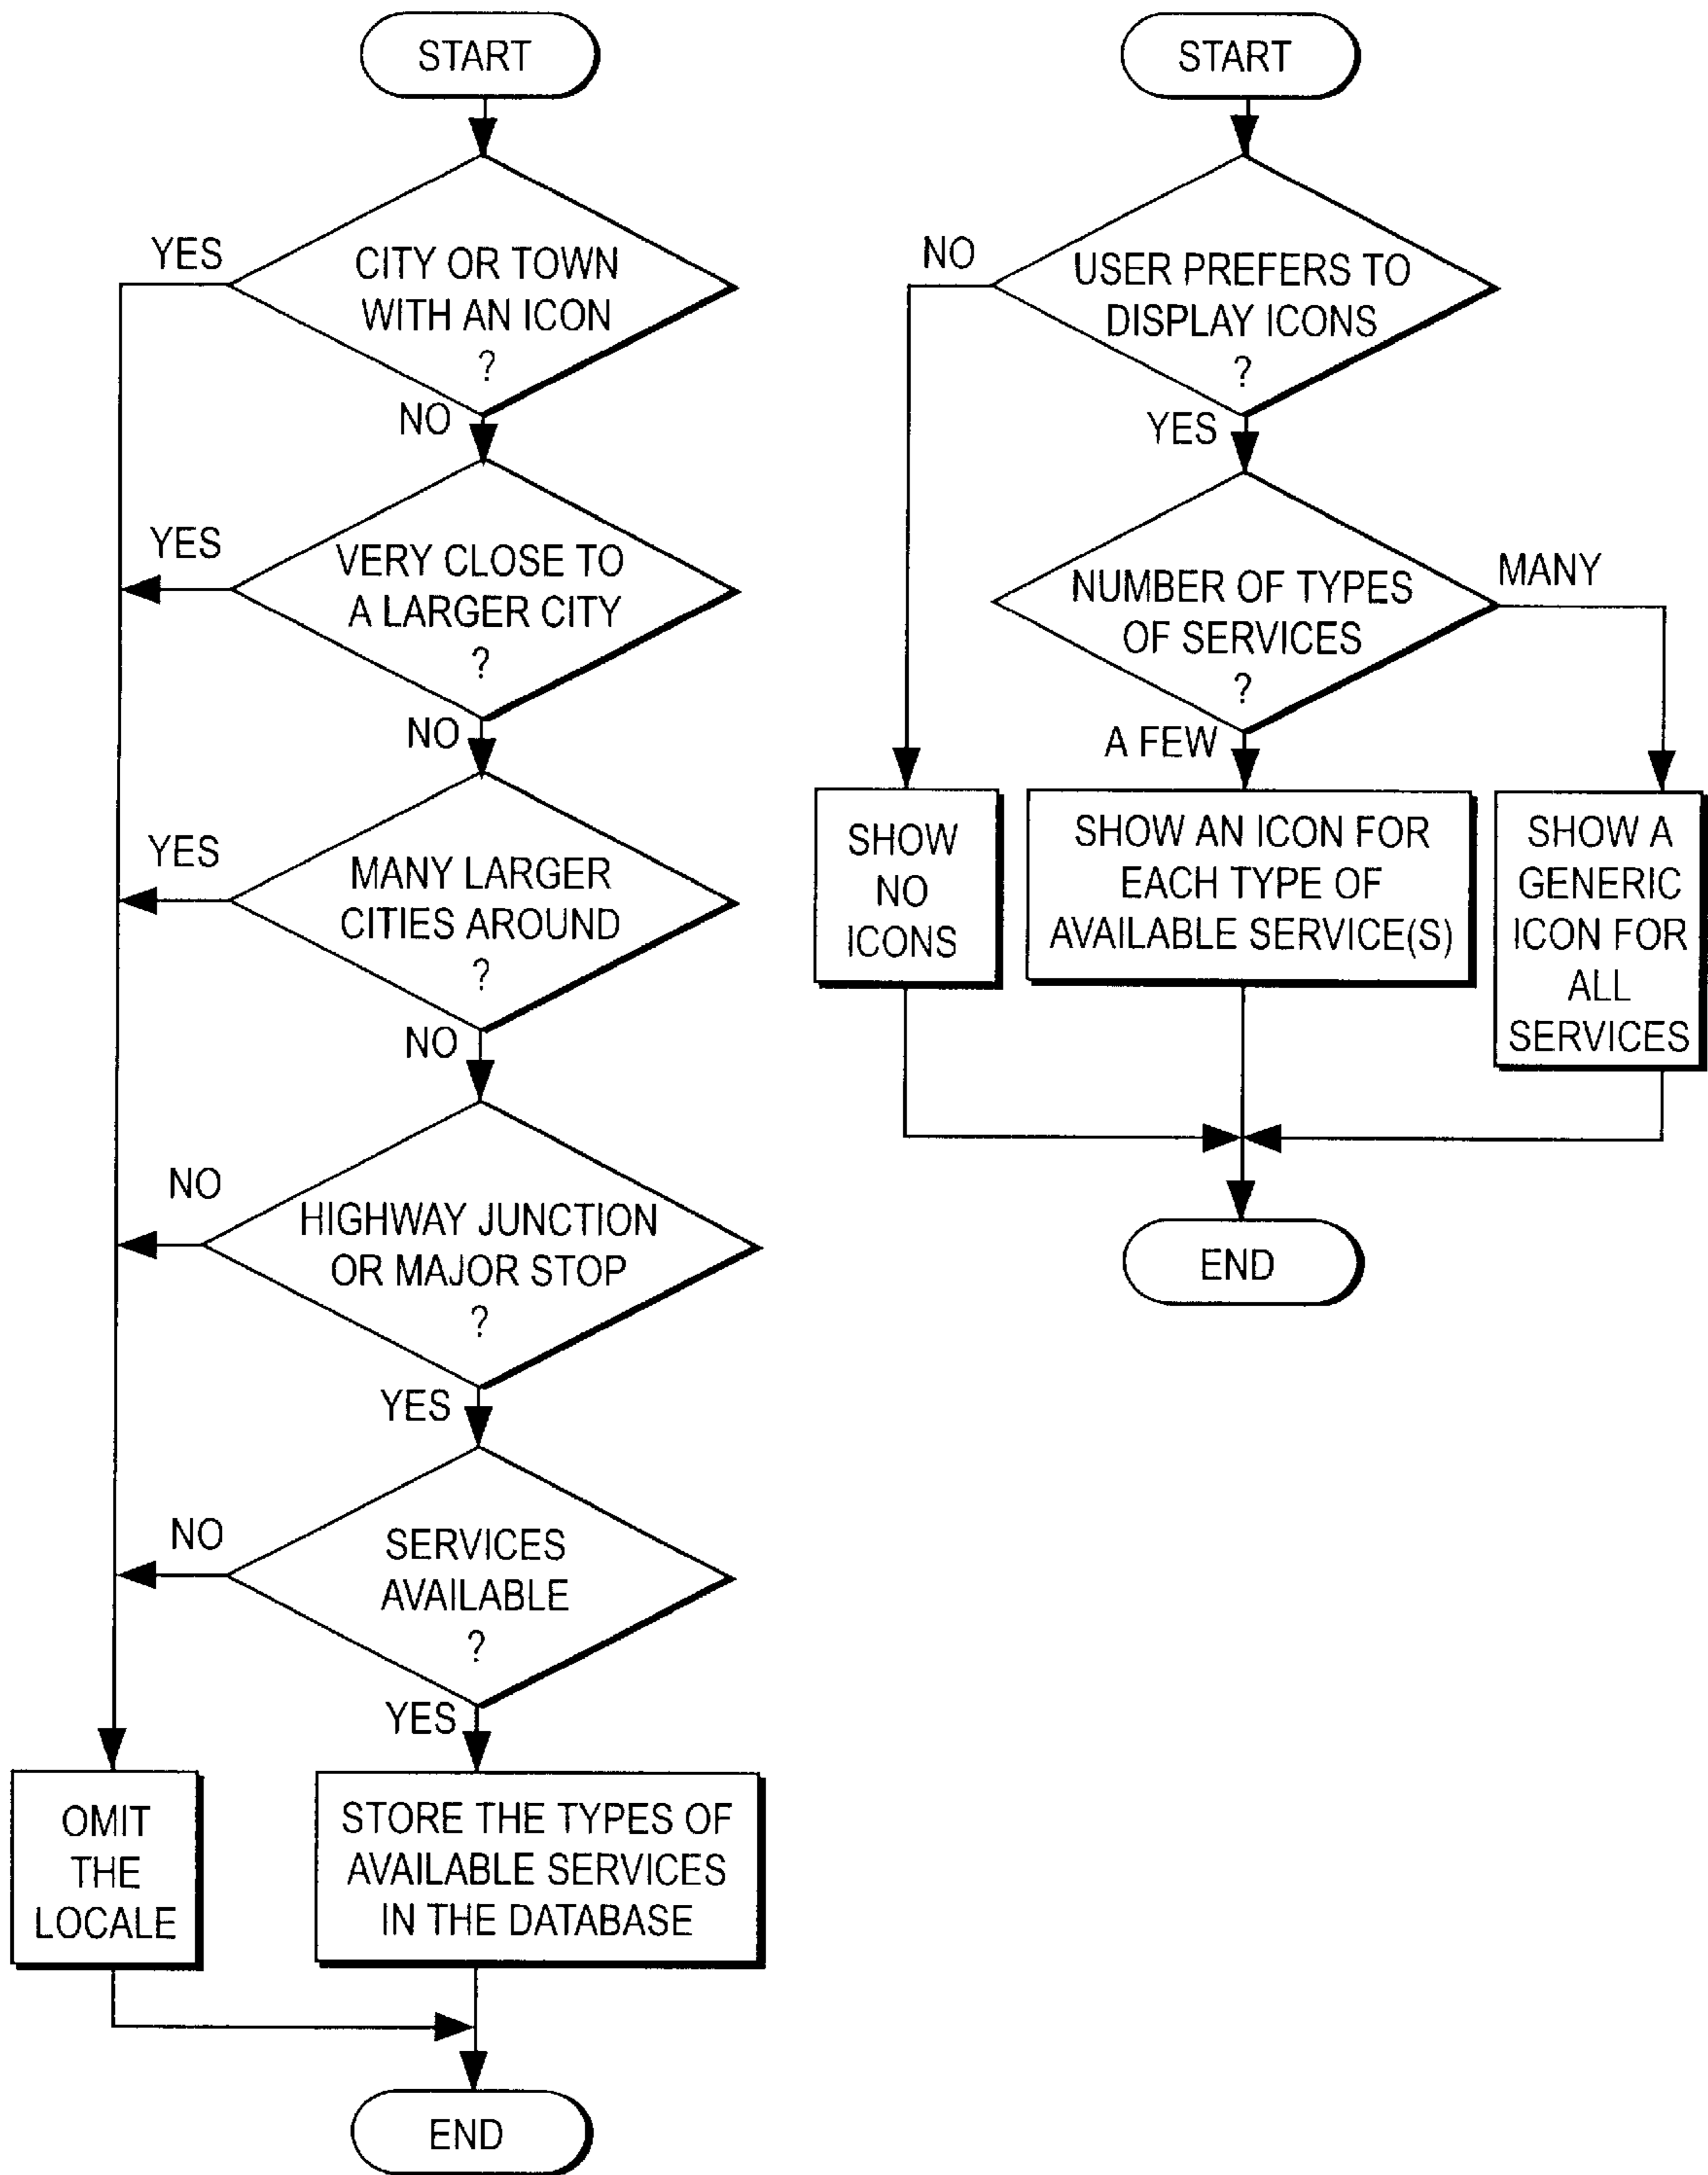 START
YES
CITY OR TOWN
WITH AN ICON
?
NO
YES
VERY CLOSE TO
A LARGER CITY
?
NO
YES
MANY LARGER
CITIES AROUND
?
NO
NO
HIGHWAY JUNCTION
OR MAJOR STOP
?
YES
NO
SERVICES
AVAILABLE
?
YES
OMIT
THE
LOCALE
STORE THE TYPES OF
AVAILABLE SERVICES
IN THE DATABASE
END
START
NO
USER PREFERS TO
DISPLAY ICONS
?
YES
NUMBER OF TYPES
OF SERVICES
?
MANY
A FEW
SHOW
NO
ICONS
SHOW AN ICON FOR
EACH TYPE OF
AVAILABLE SERVICE(S)
SHOW A
GENERIC
ICON FOR
ALL
SERVICES
END